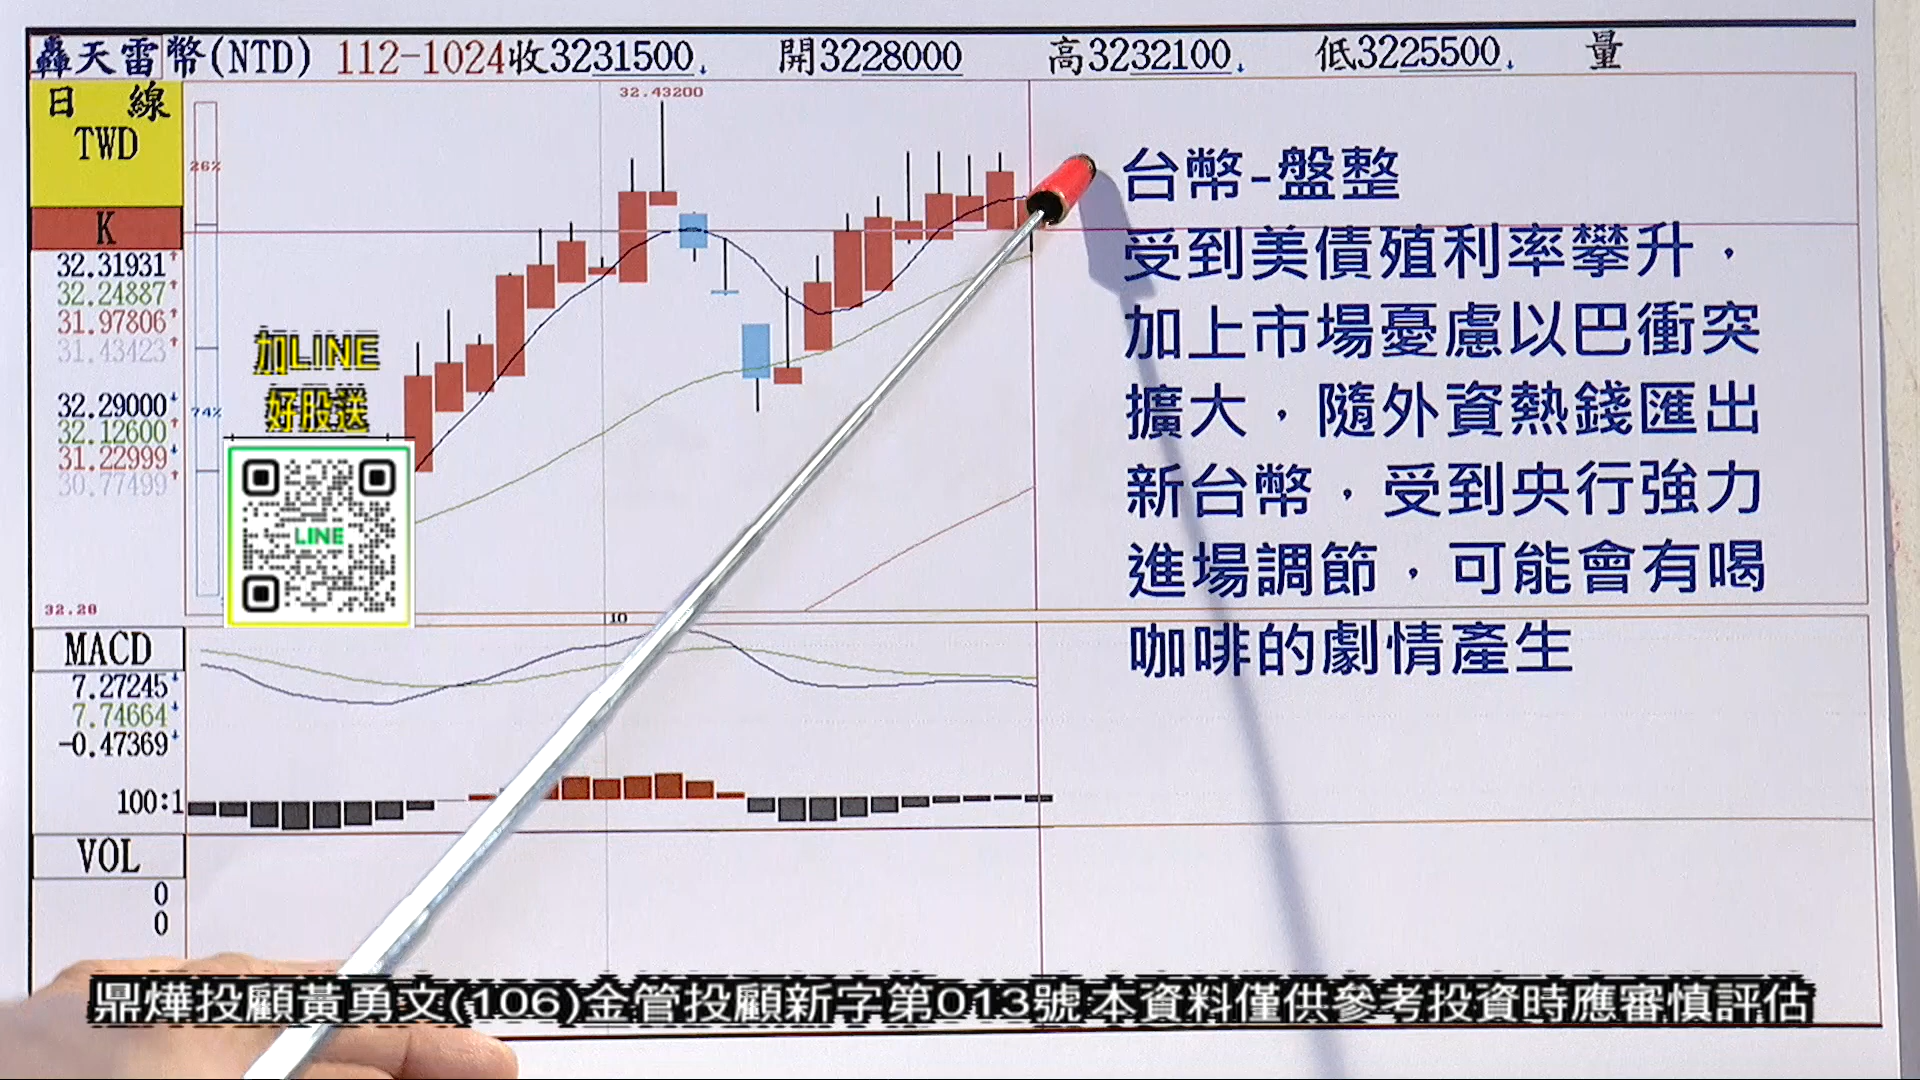 轟天雷幣(NTD) 112-1024收3231500↓ 開3228000 高3232100↓ 低3225500↓ 量
日 線
TWD
K
32.31931↑
32.24887↑
31.97806↑
31.43423↑
32.29000↓
32.12600↑
31.22999↓
30.77499↑
32.28
26%
74%
32.43200
10
加LINE
好股送
LINE
台幣-盤整
受到美債殖利率攀升，
加上市場憂慮以巴衝突
擴大，隨外資熱錢匯出
新台幣，受到央行強力
進場調節，可能會有喝
咖啡的劇情產生
MACD
7.27245↓
7.74664↓
-0.47369↓
100:1
VOL
0
0
鼎燁投顧黃勇文(106)金管投顧新字第013號本資料僅供參考投資時應審慎評估